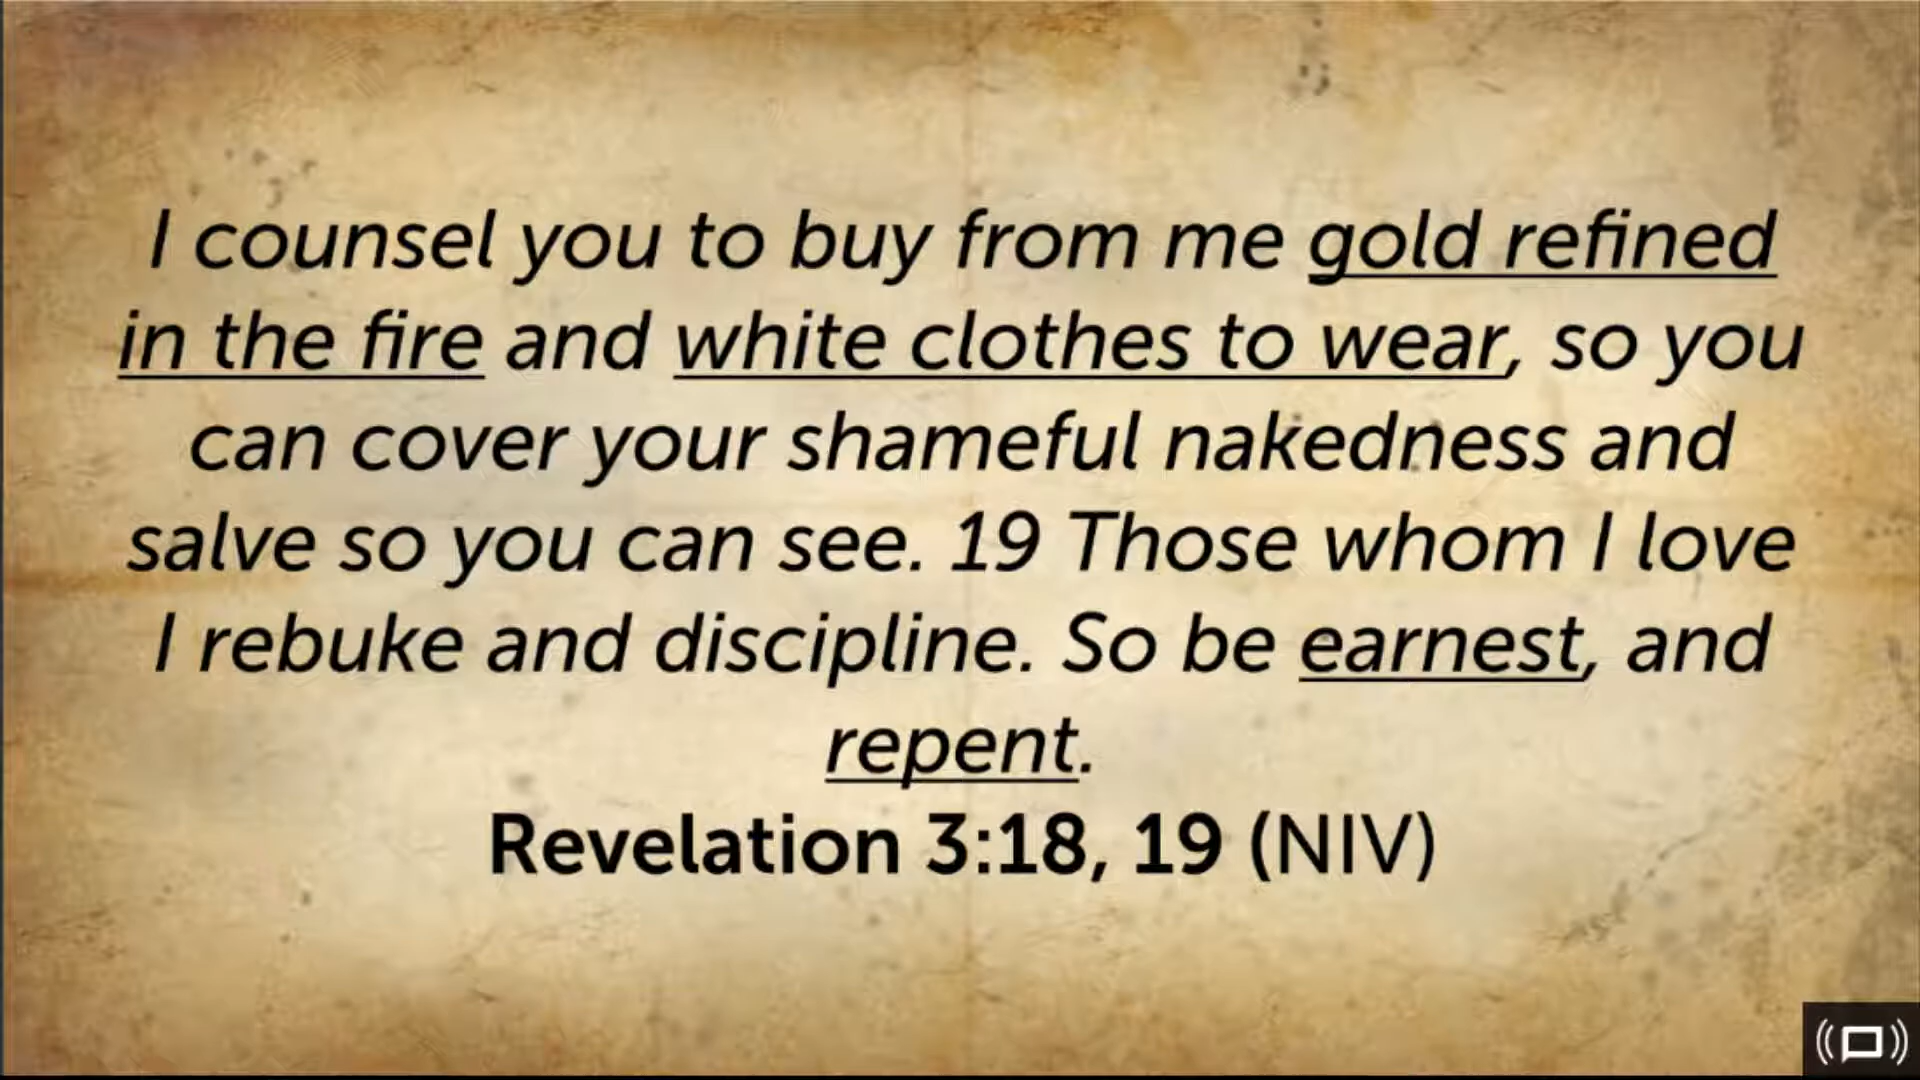 I counsel you to buy from me gold refined
in the fire and white clothes to wear, so you
can cover your shameful nakedness and
salve so you can see. 19 Those whom I love
I rebuke and discipline. So be earnest, and
repent.
Revelation 3:18, 19 (NIV)